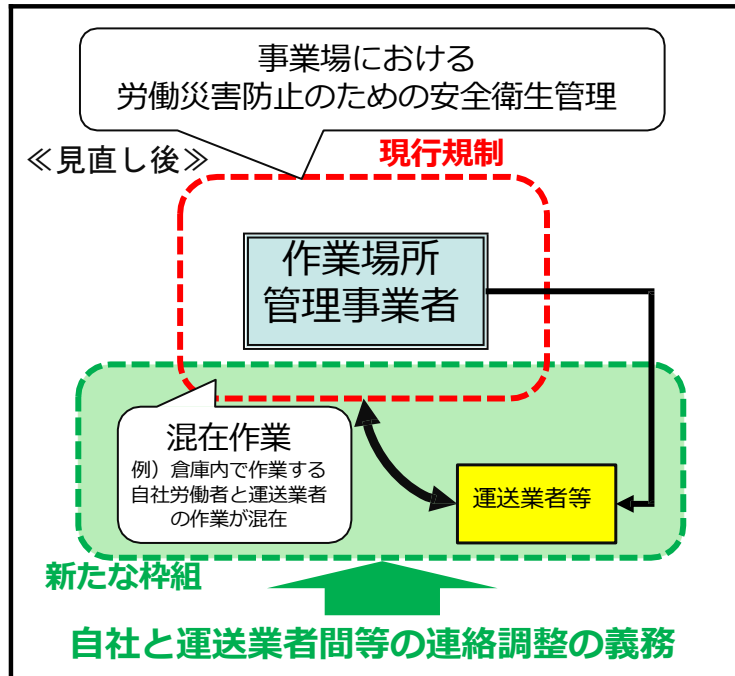 事業場における
労働災害防止のための安全衛生管理
≪見直し後≫
現行規制
作業場所
管理事業者
混在作業
例）倉庫内で作業する
自社労働者と運送業者
の作業が混在
運送業者等
新たな枠組
自社と運送業者間等の連絡調整の義務